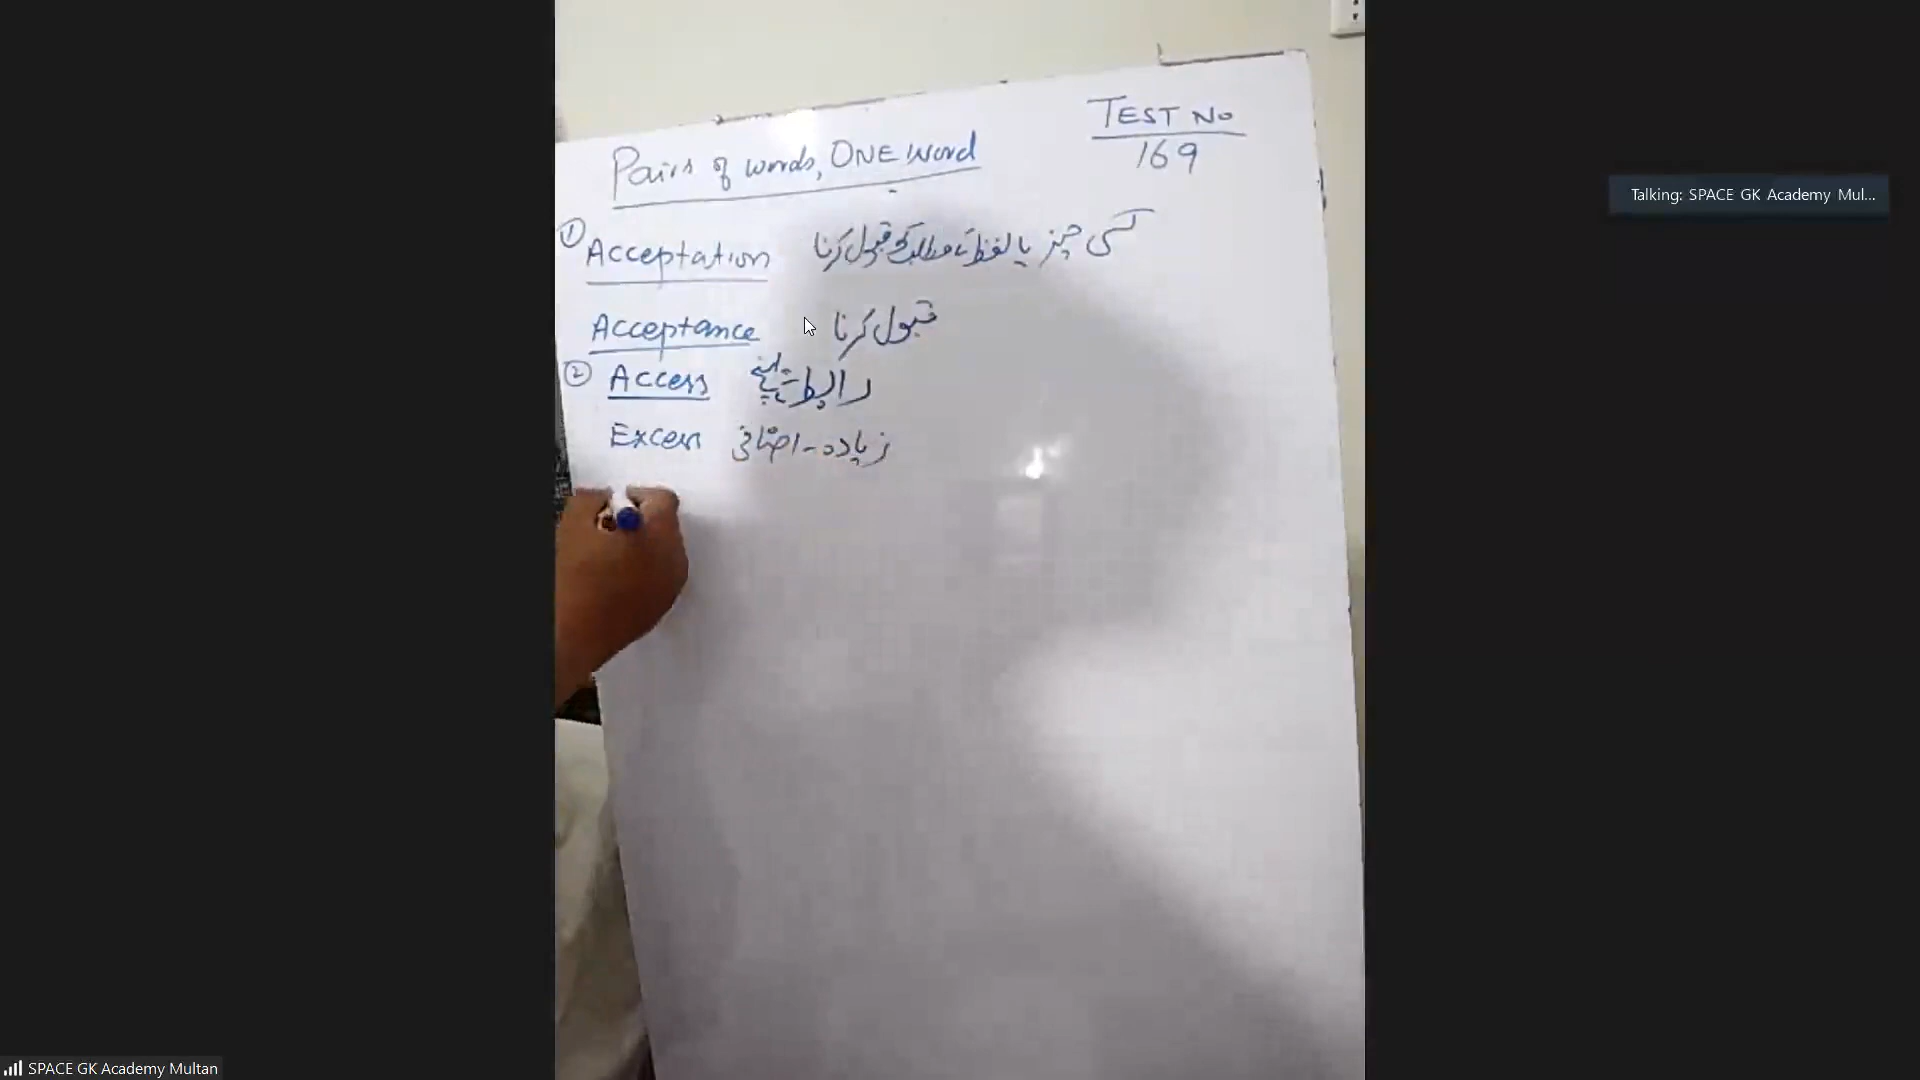 Pairs of words, ONE Word
TEST No
169
① Acceptation کسی چیز یا لفظ کا مطلب کو قبول کرنا
Acceptance قبول کرنا
② Access رابطہ
Excess زیادہ - اضافی
Talking: SPACE GK Academy Mul...
SPACE GK Academy Multan